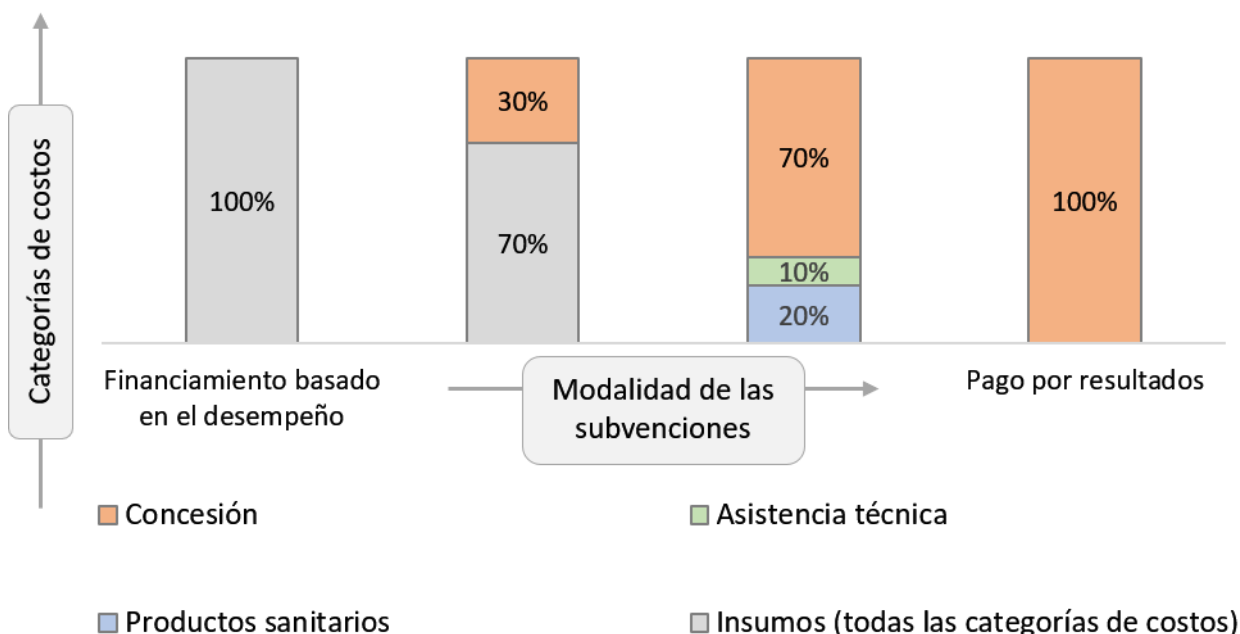 Categorías de costos
100%
30%
70%
70%
10%
20%
100%
Financiamiento basado
en el desempeño
Modalidad de las
subvenciones
Pago por resultados
Concesión
Asistencia técnica
Productos sanitarios
Insumos (todas las categorías de costos)